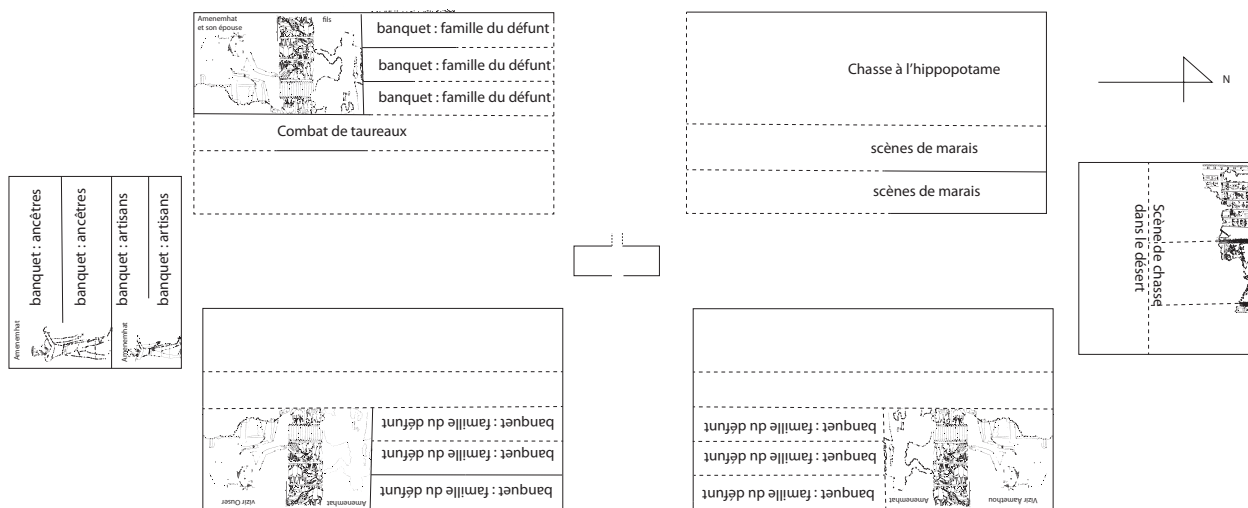 Amenemhat
et son épouse
fils
banquet : famille du défunt
banquet : famille du défunt
banquet : famille du défunt
Combat de taureaux
Chasse à l'hippopotame
scènes de marais
scènes de marais
N
banquet : ancêtres
banquet : ancêtres
banquet : artisans
banquet : artisans
Amenemhat
Amenemhat
Scène de chasse
dans le désert
banquet : famille du défunt
banquet : famille du défunt
banquet : famille du défunt
vizir Ouser
Amenemhat
banquet : famille du défunt
banquet : famille du défunt
banquet : famille du défunt
Amenemhat
Vizir Aamethou